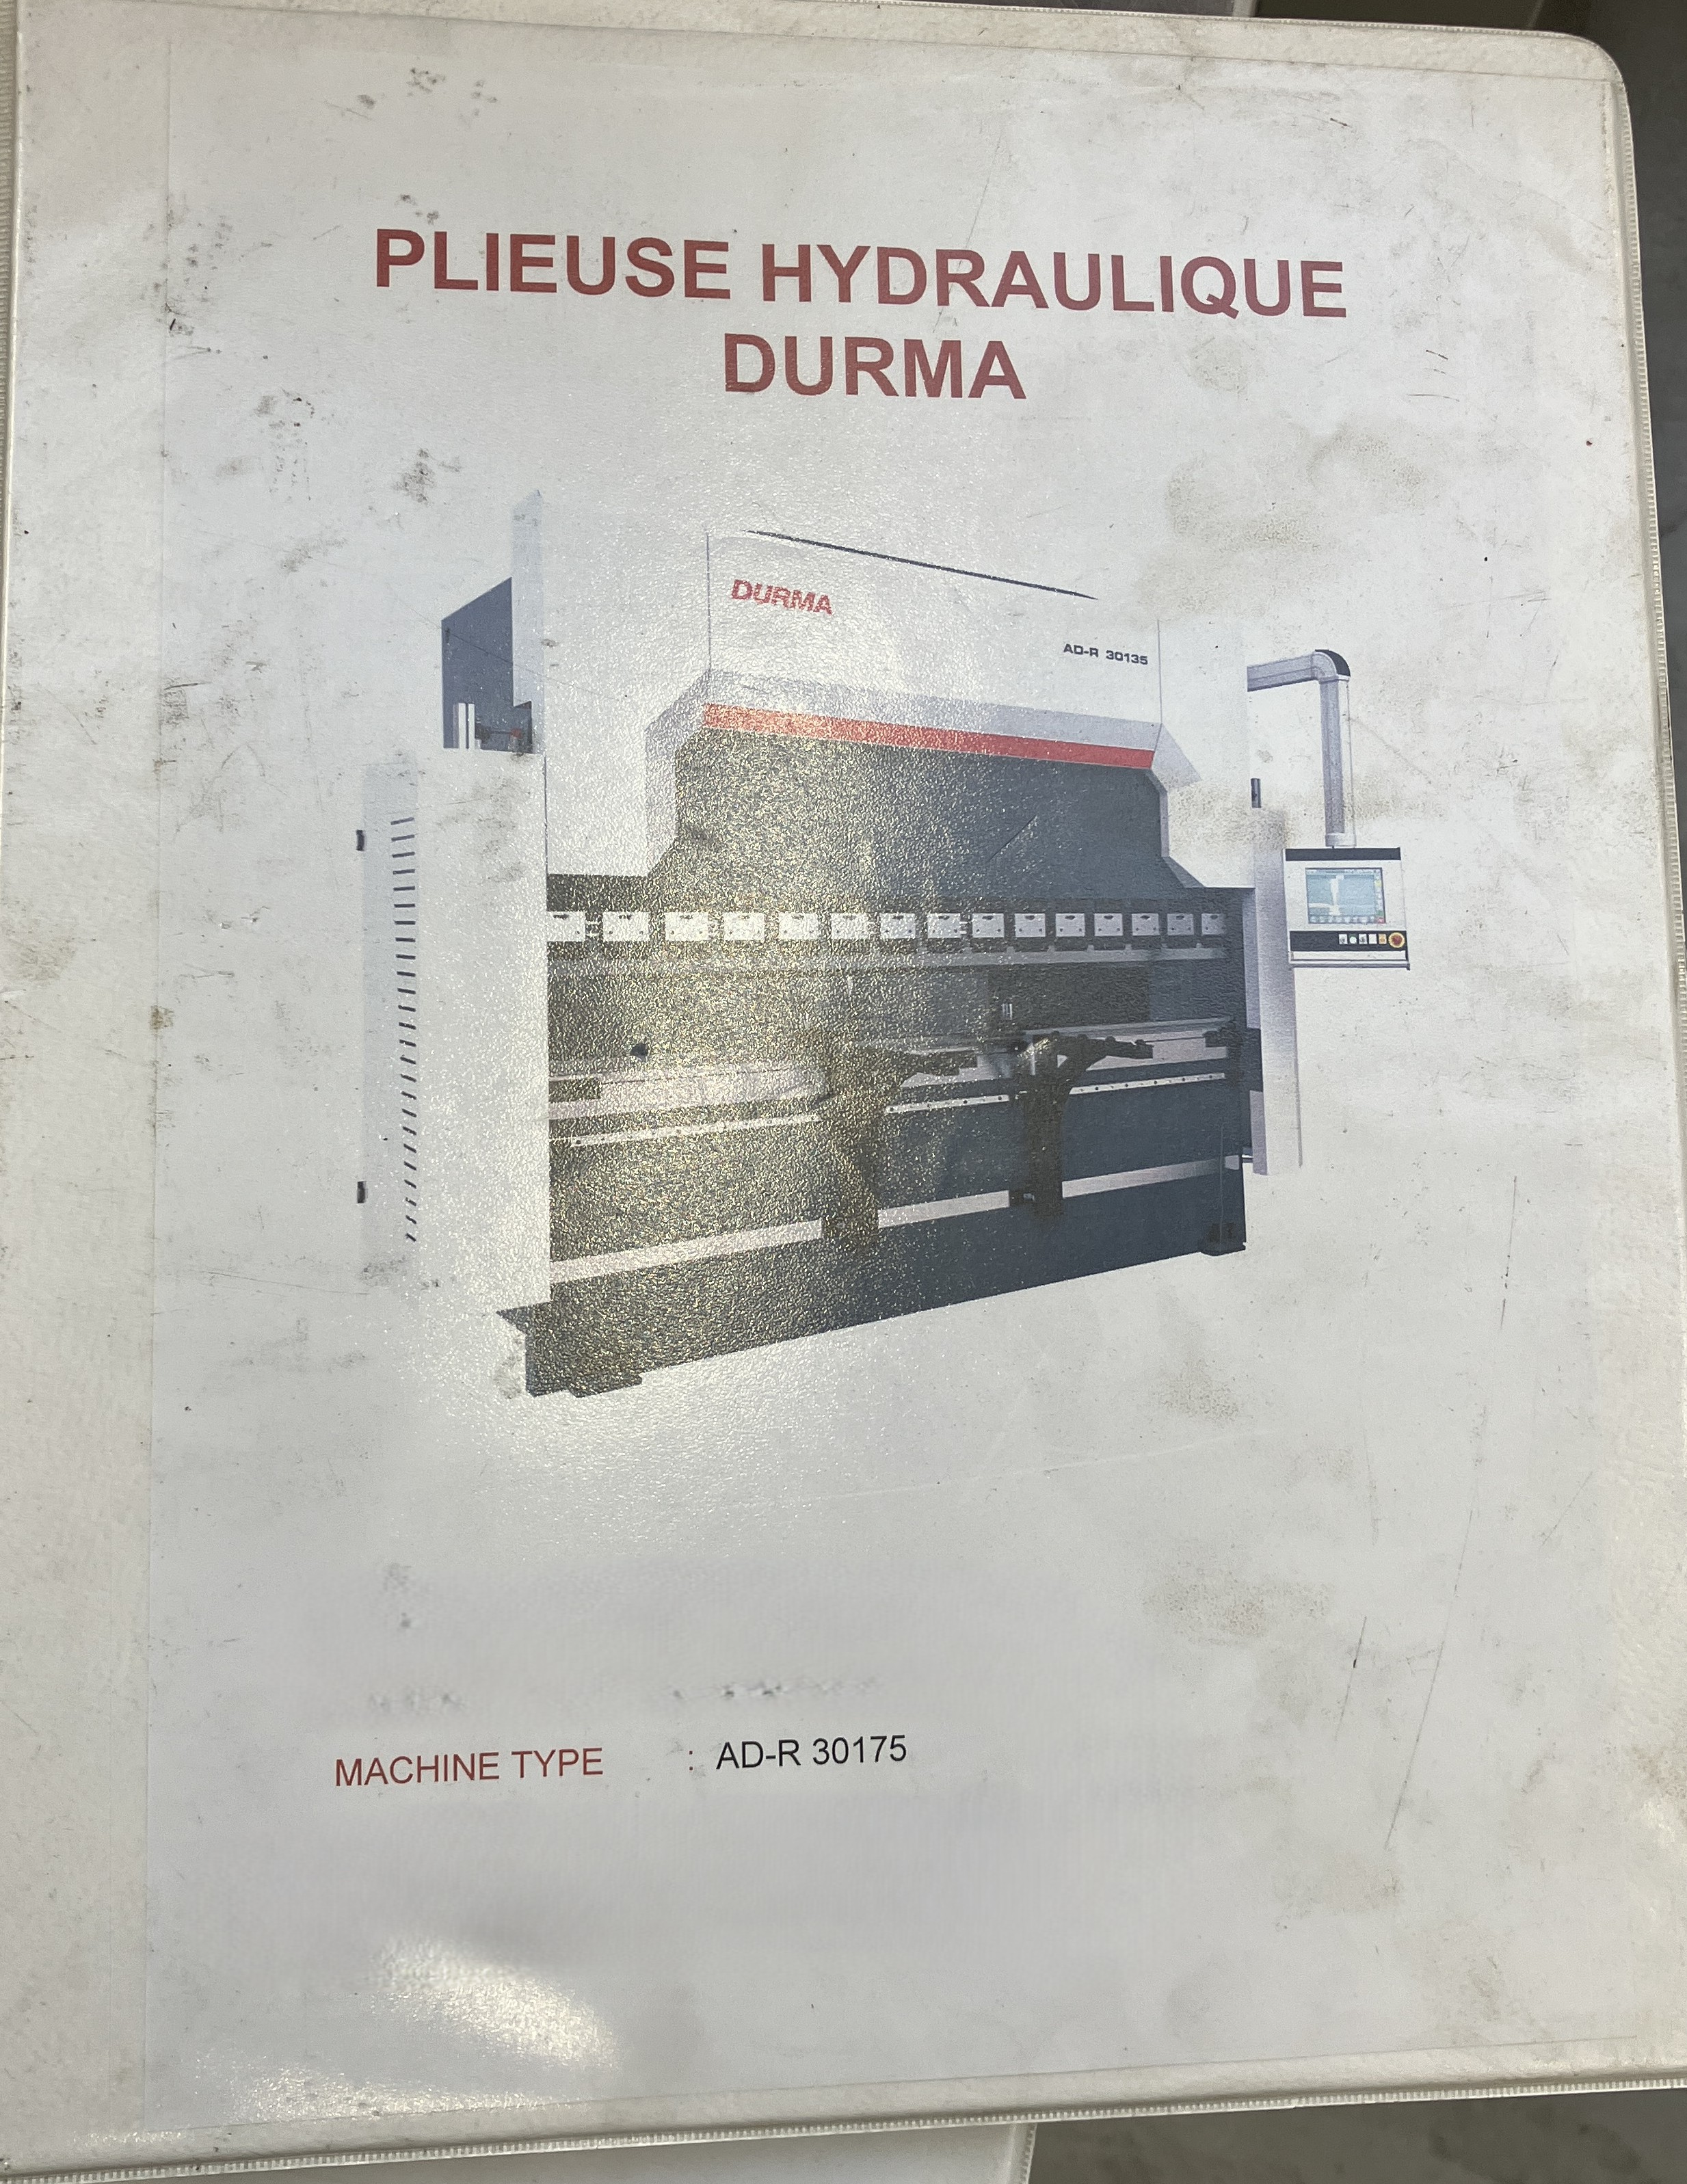 PLIEUSE HYDRAULIQUE
DURMA
DURMA
AD-R 30135
MACHINE TYPE : AD-R 30175